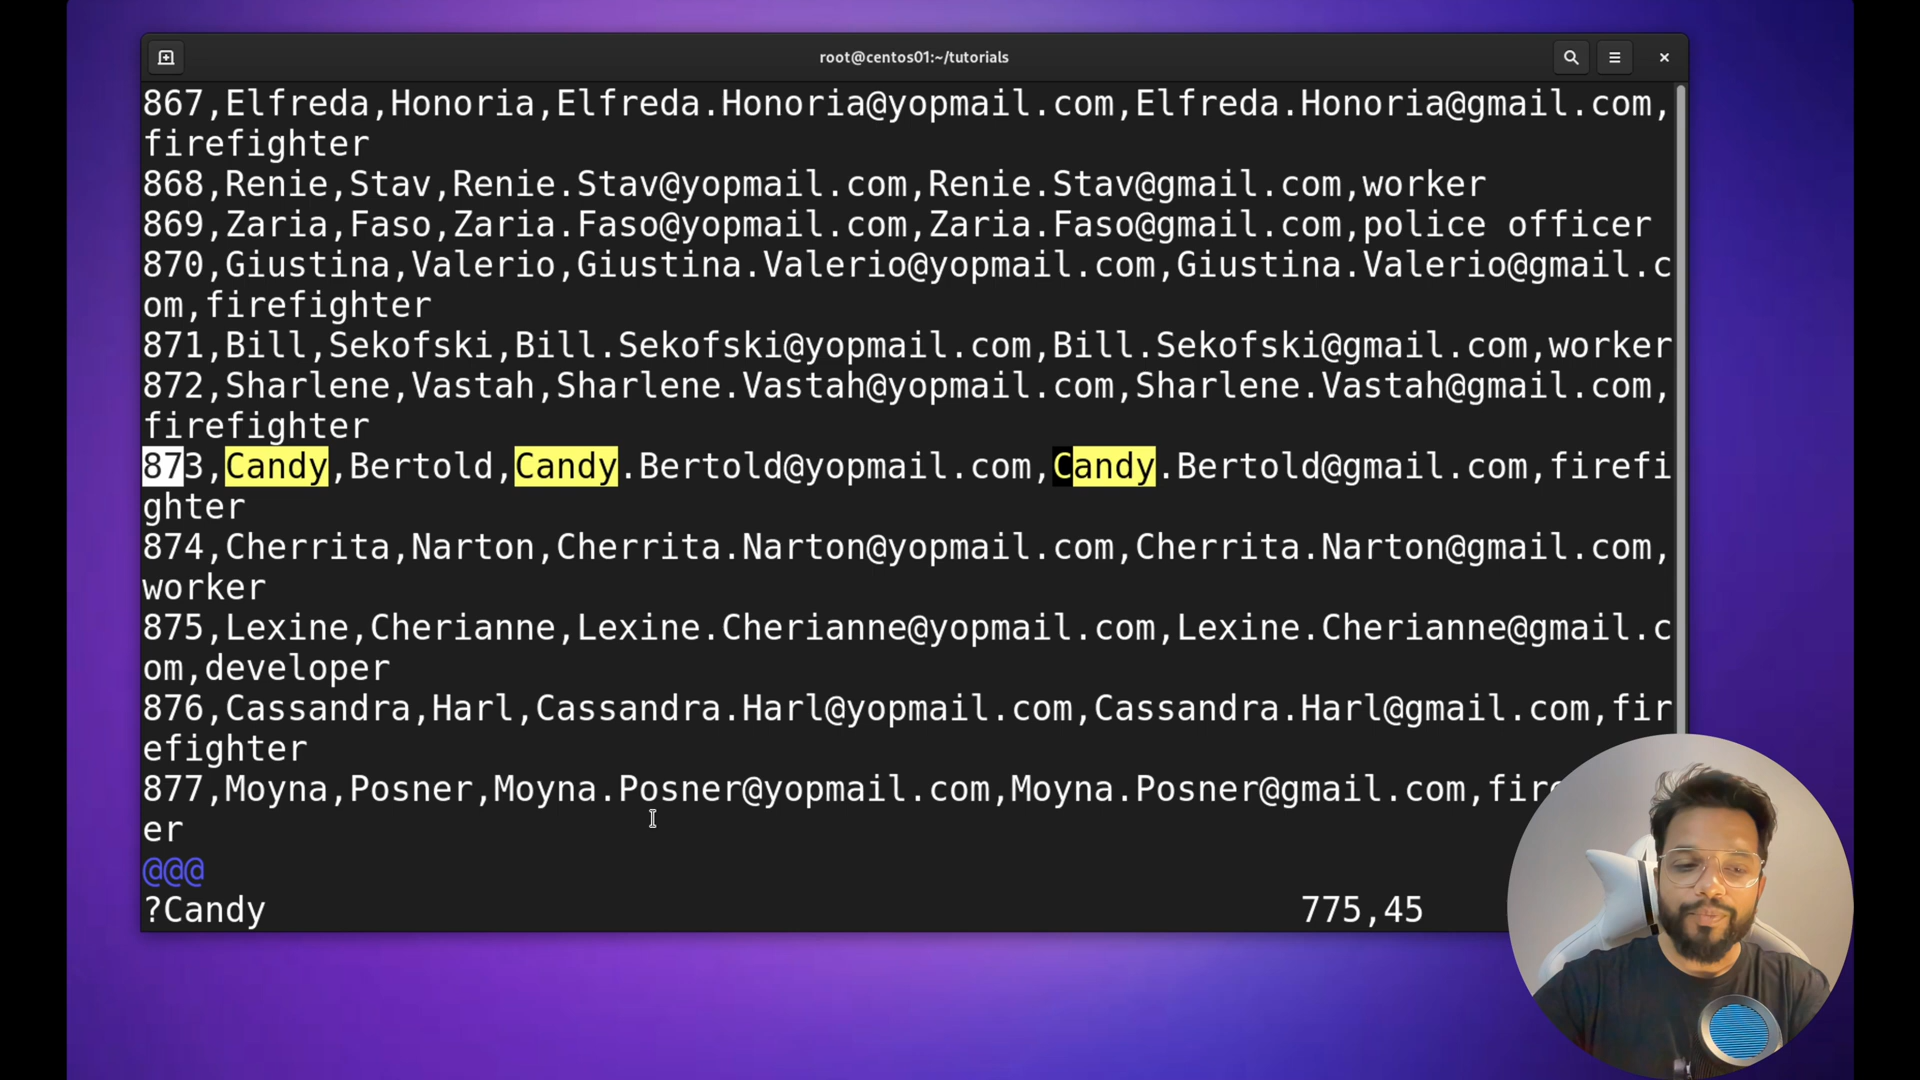 root@centos01:~/tutorials
867,Elfreda,Honoria,Elfreda.Honoria@yopmail.com,Elfreda.Honoria@gmail.com,
firefighter
868,Renie,Stav,Renie.Stav@yopmail.com,Renie.Stav@gmail.com,worker
869,Zaria,Faso,Zaria.Faso@yopmail.com,Zaria.Faso@gmail.com,police officer
870,Giustina,Valerio,Giustina.Valerio@yopmail.com,Giustina.Valerio@gmail.c
om,firefighter
871,Bill,Sekofski,Bill.Sekofski@yopmail.com,Bill.Sekofski@gmail.com,worker
872,Sharlene,Vastah,Sharlene.Vastah@yopmail.com,Sharlene.Vastah@gmail.com,
firefighter
873,Candy,Bertold,Candy.Bertold@yopmail.com,Candy.Bertold@gmail.com,firefi
ghter
874,Cherrita,Narton,Cherrita.Narton@yopmail.com,Cherrita.Narton@gmail.com,
worker
875,Lexine,Cherianne,Lexine.Cherianne@yopmail.com,Lexine.Cherianne@gmail.c
om,developer
876,Cassandra,Harl,Cassandra.Harl@yopmail.com,Cassandra.Harl@gmail.com,fir
efighter
877,Moyna,Posner,Moyna.Posner@yopmail.com,Moyna.Posner@gmail.com,fir
er
@@@
?Candy 775,45